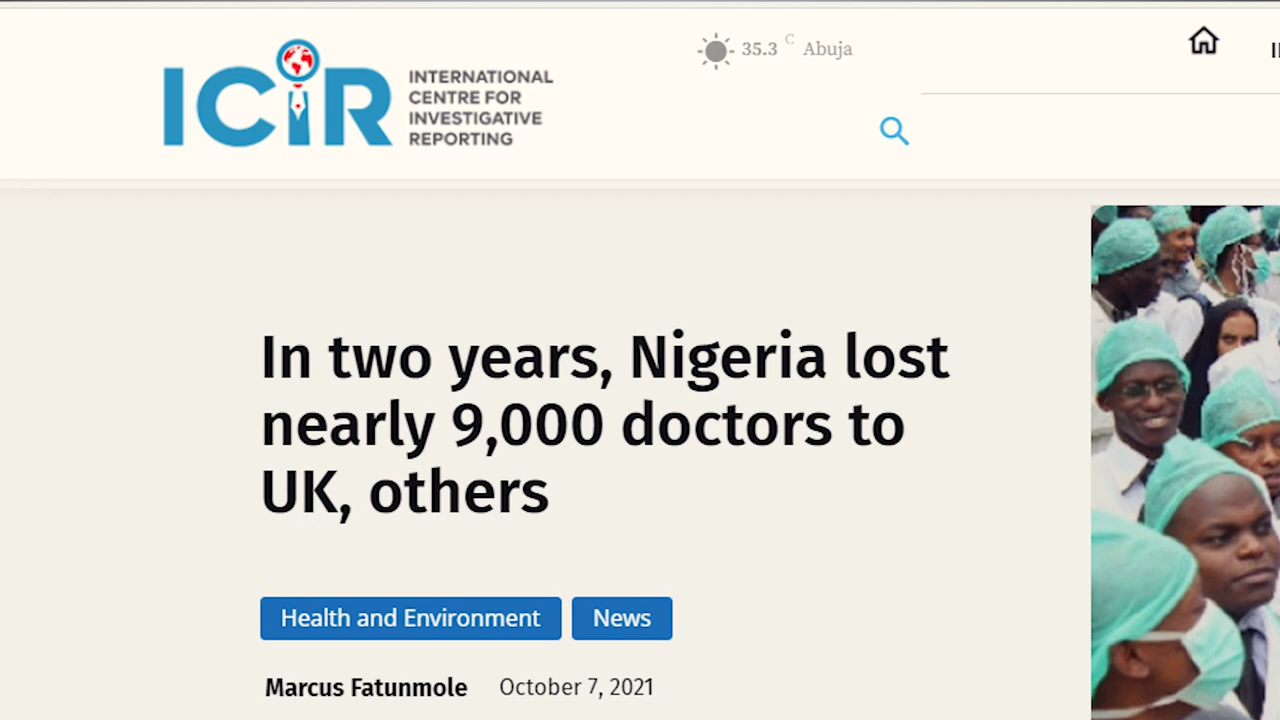 ICIR
INTERNATIONAL
CENTRE FOR
INVESTIGATIVE
REPORTING
35.3 C Abuja
In two years, Nigeria lost
nearly 9,000 doctors to
UK, others
Health and Environment
News
Marcus Fatunmole October 7, 2021